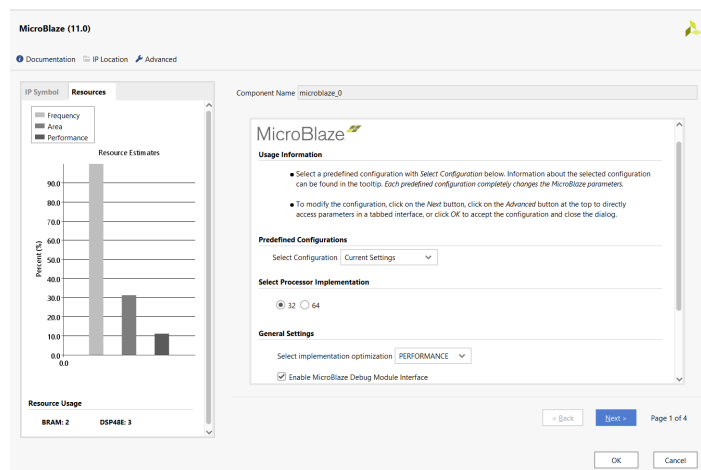 MicroBlaze (11.0)
Documentation IP Location Advanced
IP Symbol Resources
Frequency
Area
Performance
Resource Estimates
Percent (%)
90.0
80.0
70.0
60.0
50.0
40.0
30.0
20.0
10.0
0.0
0.0
Resource Usage
BRAM: 2 DSP48E: 3
Component Name microblaze_0
MicroBlaze
Usage Information
Select a predefined configuration with Select Configuration below. Information about the selected configuration
can be found in the tooltip. Each predefined configuration completely changes the MicroBlaze parameters.
To modify the configuration, click on the Next button, click on the Advanced button at the top to directly
access parameters in a tabbed interface, or click OK to accept the configuration and close the dialog.
Predefined Configurations
Select Configuration Current Settings
Select Processor Implementation
32 64
General Settings
Select implementation optimization PERFORMANCE
Enable MicroBlaze Debug Module Interface
< Back Next > Page 1 of 4
OK Cancel